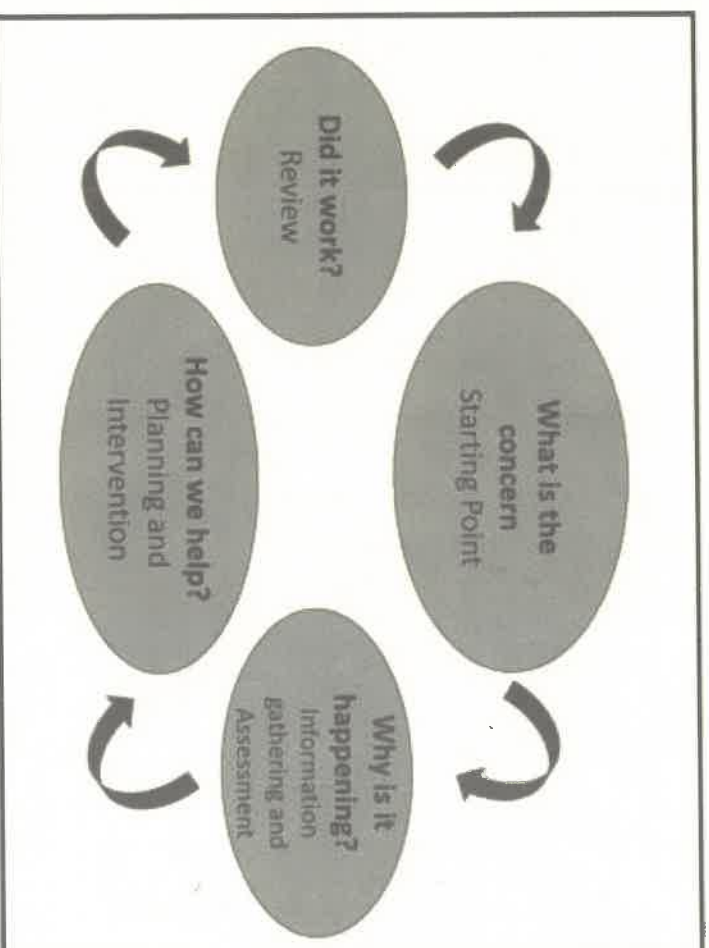 What is the
concern
Starting Point
Why is it
happening?
Information
gathering and
Assessment
How can we help?
Planning and
Intervention
Did it work?
Review